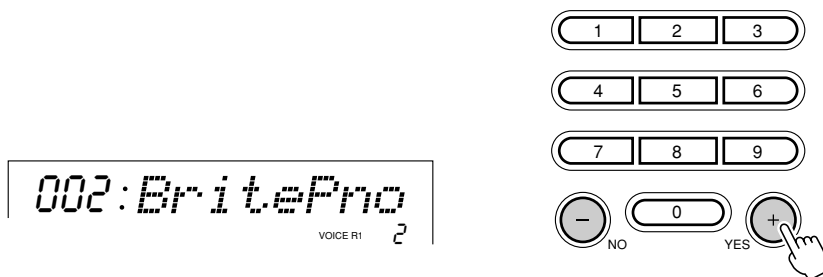 002:BritePno
VOICE R1 2
1 2 3
4 5 6
7 8 9
- 0 +
NO YES